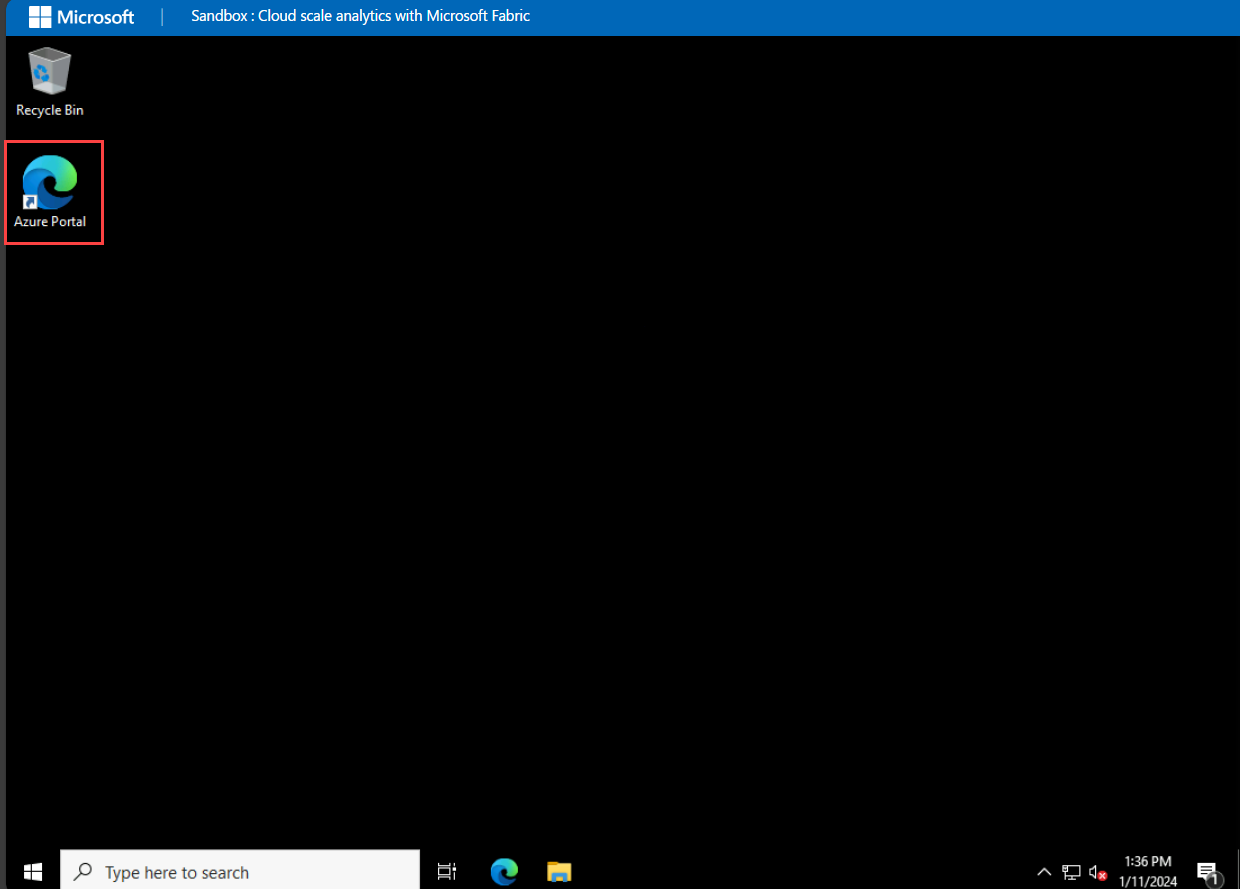 Microsoft | Sandbox : Cloud scale analytics with Microsoft Fabric
Recycle Bin
Azure Portal
Type here to search
1:36 PM
1/11/2024
1